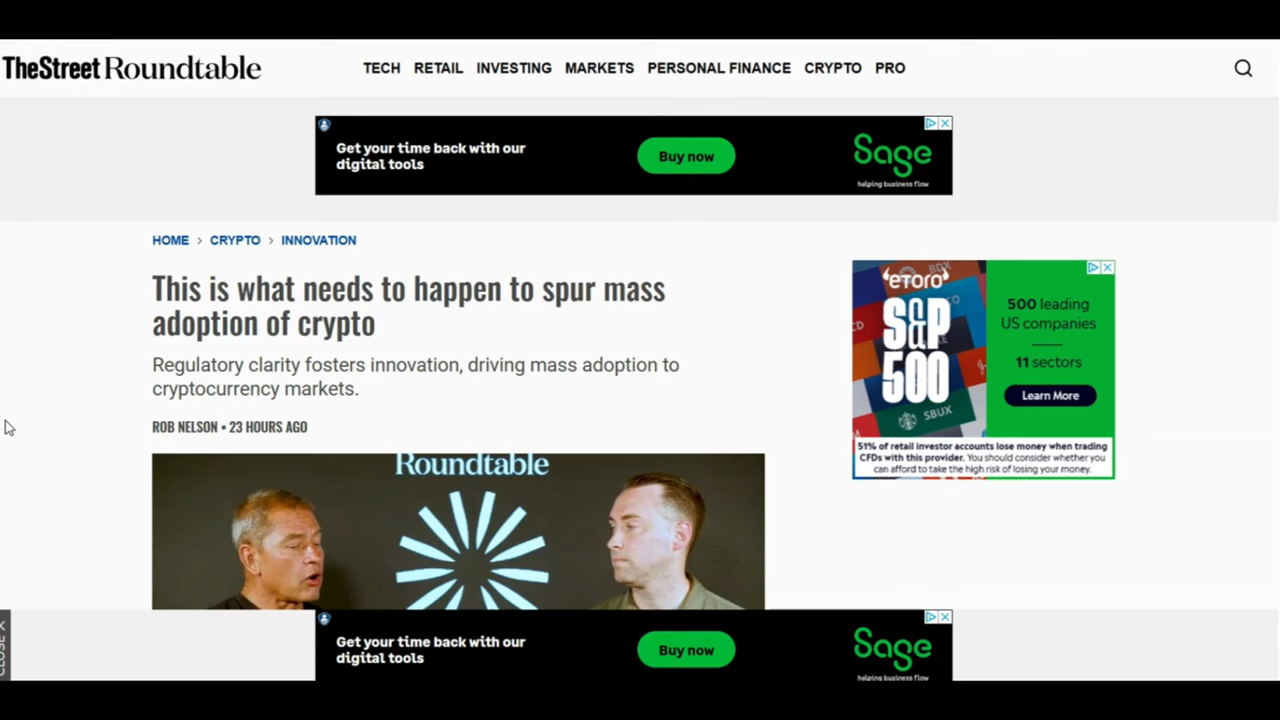 TheStreet Roundtable
TECH RETAIL INVESTING MARKETS PERSONAL FINANCE CRYPTO PRO
Get your time back with our
digital tools
Buy now
Sage
helping business flow
HOME > CRYPTO > INNOVATION
This is what needs to happen to spur mass
adoption of crypto
Regulatory clarity fosters innovation, driving mass adoption to
cryptocurrency markets.
ROB NELSON • 23 HOURS AGO
Roundtable
'eToro'
S&P
500
SBUX
500 leading
US companies
11 sectors
Learn More
51% of retail investor accounts lose money when trading
CFDs with this provider. You should consider whether you
can afford to take the high risk of losing your money.
CLOSE X
Get your time back with our
digital tools
Buy now
Sage
helping business flow